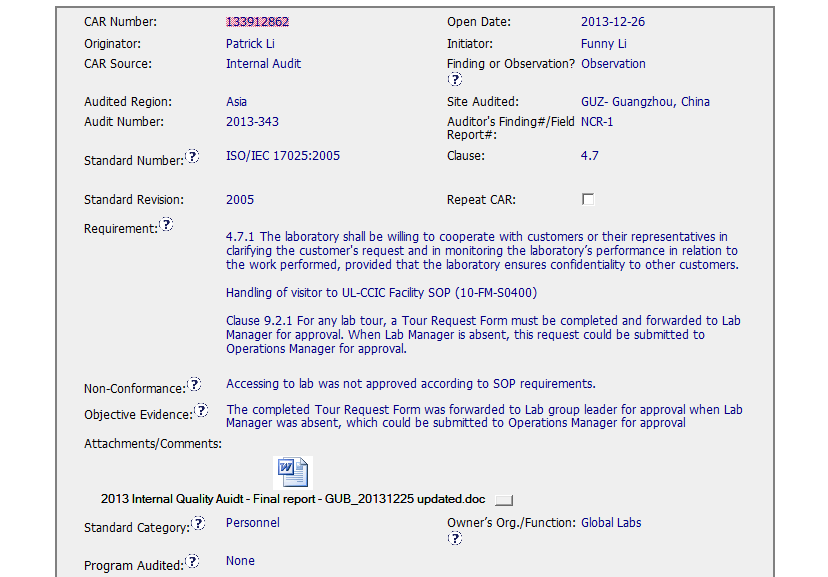 CAR Number: 133912862 Open Date: 2013-12-26
Originator: Patrick Li Initiator: Funny Li
CAR Source: Internal Audit Finding or Observation? Observation
?
Audited Region: Asia Site Audited: GUZ- Guangzhou, China
Audit Number: 2013-343 Auditor's Finding#/Field NCR-1
Report#:
Standard Number: ? ISO/IEC 17025:2005 Clause: 4.7
Standard Revision: 2005 Repeat CAR:
Requirement: ?
4.7.1 The laboratory shall be willing to cooperate with customers or their representatives in
clarifying the customer's request and in monitoring the laboratory's performance in relation to
the work performed, provided that the laboratory ensures confidentiality to other customers.
Handling of visitor to UL-CCIC Facility SOP (10-FM-S0400)
Clause 9.2.1 For any lab tour, a Tour Request Form must be completed and forwarded to Lab
Manager for approval. When Lab Manager is absent, this request could be submitted to
Operations Manager for approval.
Non-Conformance: ? Accessing to lab was not approved according to SOP requirements.
Objective Evidence: ? The completed Tour Request Form was forwarded to Lab group leader for approval when Lab
Manager was absent, which could be submitted to Operations Manager for approval
Attachments/Comments:
W
2013 Internal Quality Auidt - Final report - GUB_20131225 updated.doc
Standard Category: ? Personnel Owner's Org./Function: Global Labs
?
Program Audited: ? None